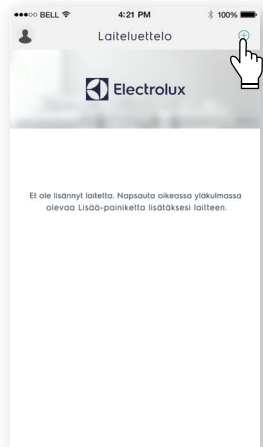 ●●●○○ BELL 4:21 PM 100%
Laiteluettelo
Electrolux
Et ole lisännyt laitetta. Napsauta oikeassa yläkulmassa
olevaa Lisää-painiketta lisätäksesi laitteen.